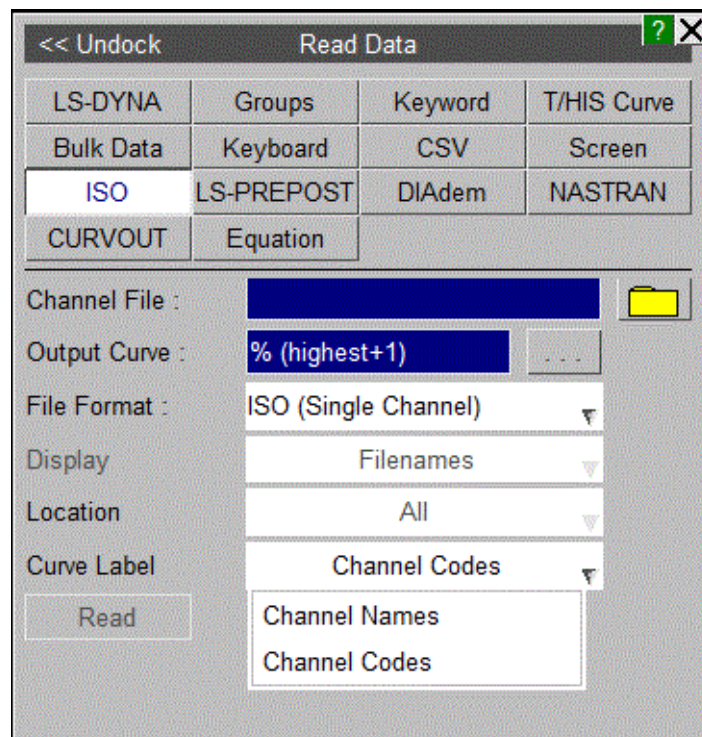 << Undock Read Data ? X
LS-DYNA Groups Keyword T/HIS Curve
Bulk Data Keyboard CSV Screen
ISO LS-PREPOST DIAdem NASTRAN
CURVOUT Equation
Channel File :
Output Curve : % (highest+1) . . .
File Format : ISO (Single Channel)
Display Filenames
Location All
Curve Label Channel Codes
Read Channel Names
Channel Codes